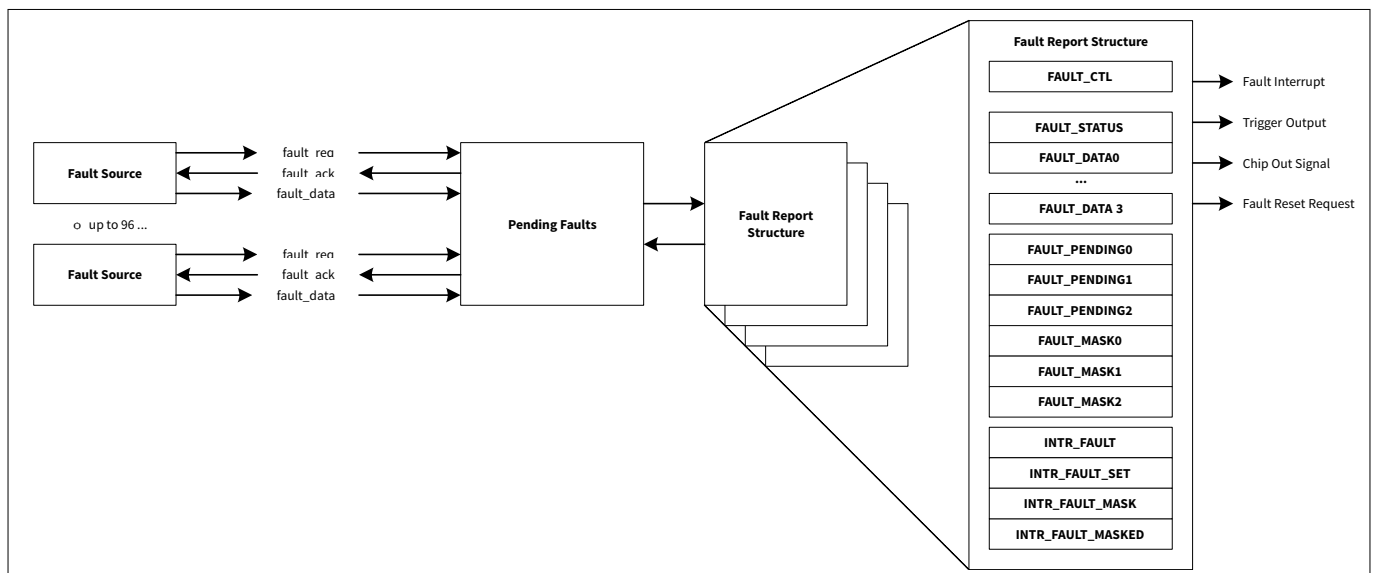 Fault Source
fault_req
fault_ack
fault_data
o up to 96 ...
Fault Source
fault_req
fault_ack
fault_data
Pending Faults
Fault Report
Structure
Fault Report Structure
FAULT_CTL
FAULT_STATUS
FAULT_DATA0
...
FAULT_DATA 3
FAULT_PENDING0
FAULT_PENDING1
FAULT_PENDING2
FAULT_MASK0
FAULT_MASK1
FAULT_MASK2
INTR_FAULT
INTR_FAULT_SET
INTR_FAULT_MASK
INTR_FAULT_MASKED
Fault Interrupt
Trigger Output
Chip Out Signal
Fault Reset Request